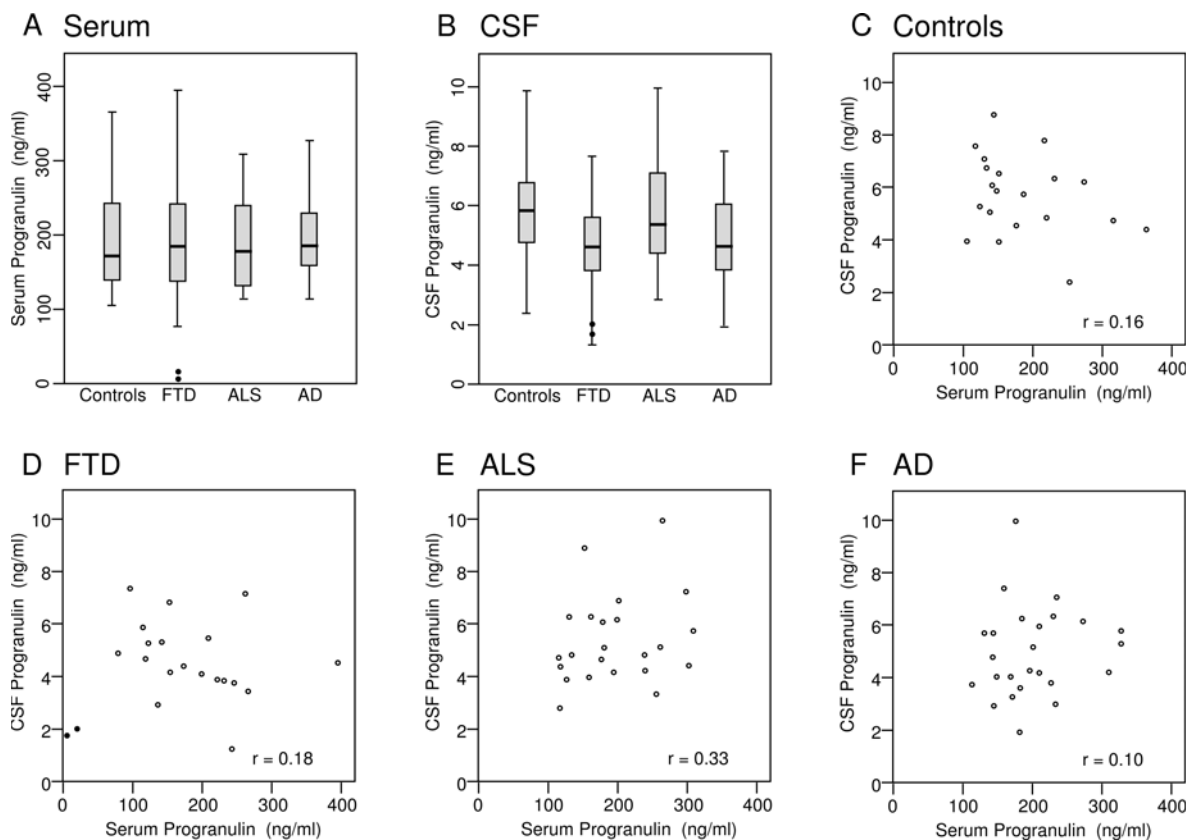 A Serum
Serum Progranulin (ng/ml)
400
300
200
100
0
Controls FTD ALS AD
B CSF
CSF Progranulin (ng/ml)
10
8
6
4
2
0
Controls FTD ALS AD
C Controls
CSF Progranulin (ng/ml)
10
8
6
4
2
0
r = 0.16
0 100 200 300 400
Serum Progranulin (ng/ml)
D FTD
CSF Progranulin (ng/ml)
10
8
6
4
2
0
r = 0.18
0 100 200 300 400
Serum Progranulin (ng/ml)
E ALS
CSF Progranulin (ng/ml)
10
8
6
4
2
0
r = 0.33
0 100 200 300 400
Serum Progranulin (ng/ml)
F AD
CSF Progranulin (ng/ml)
10
8
6
4
2
0
r = 0.10
0 100 200 300 400
Serum Progranulin (ng/ml)